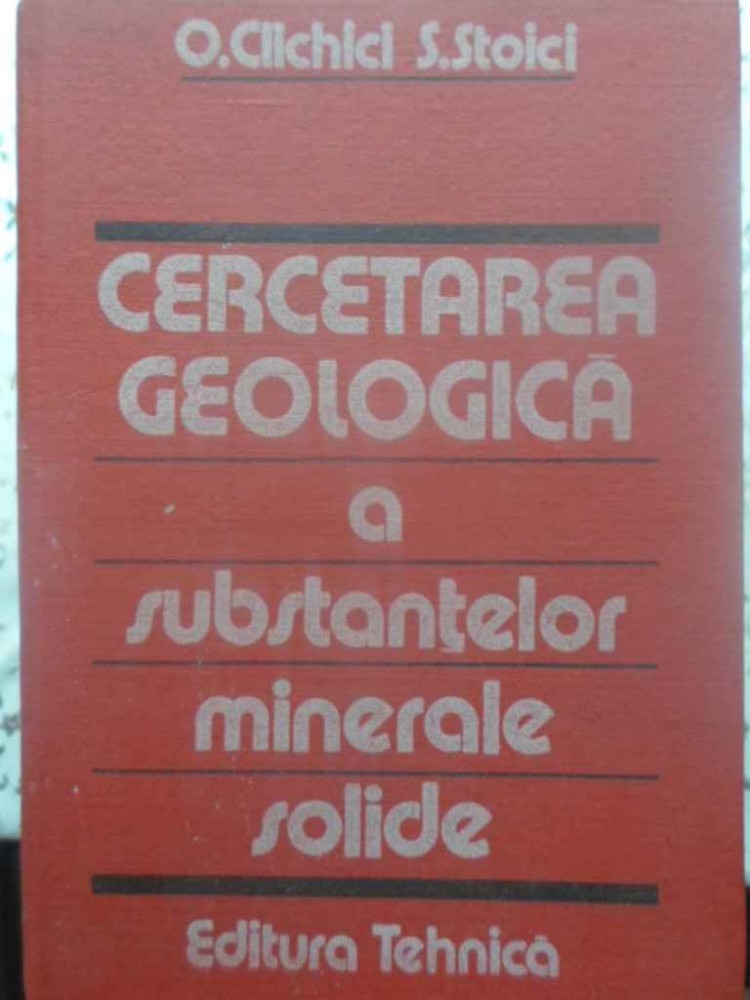 O.Clichici S.Stoici
CERCETAREA
GEOLOGICĂ
a
substanţelor
minerale
solide
Editura Tehnică